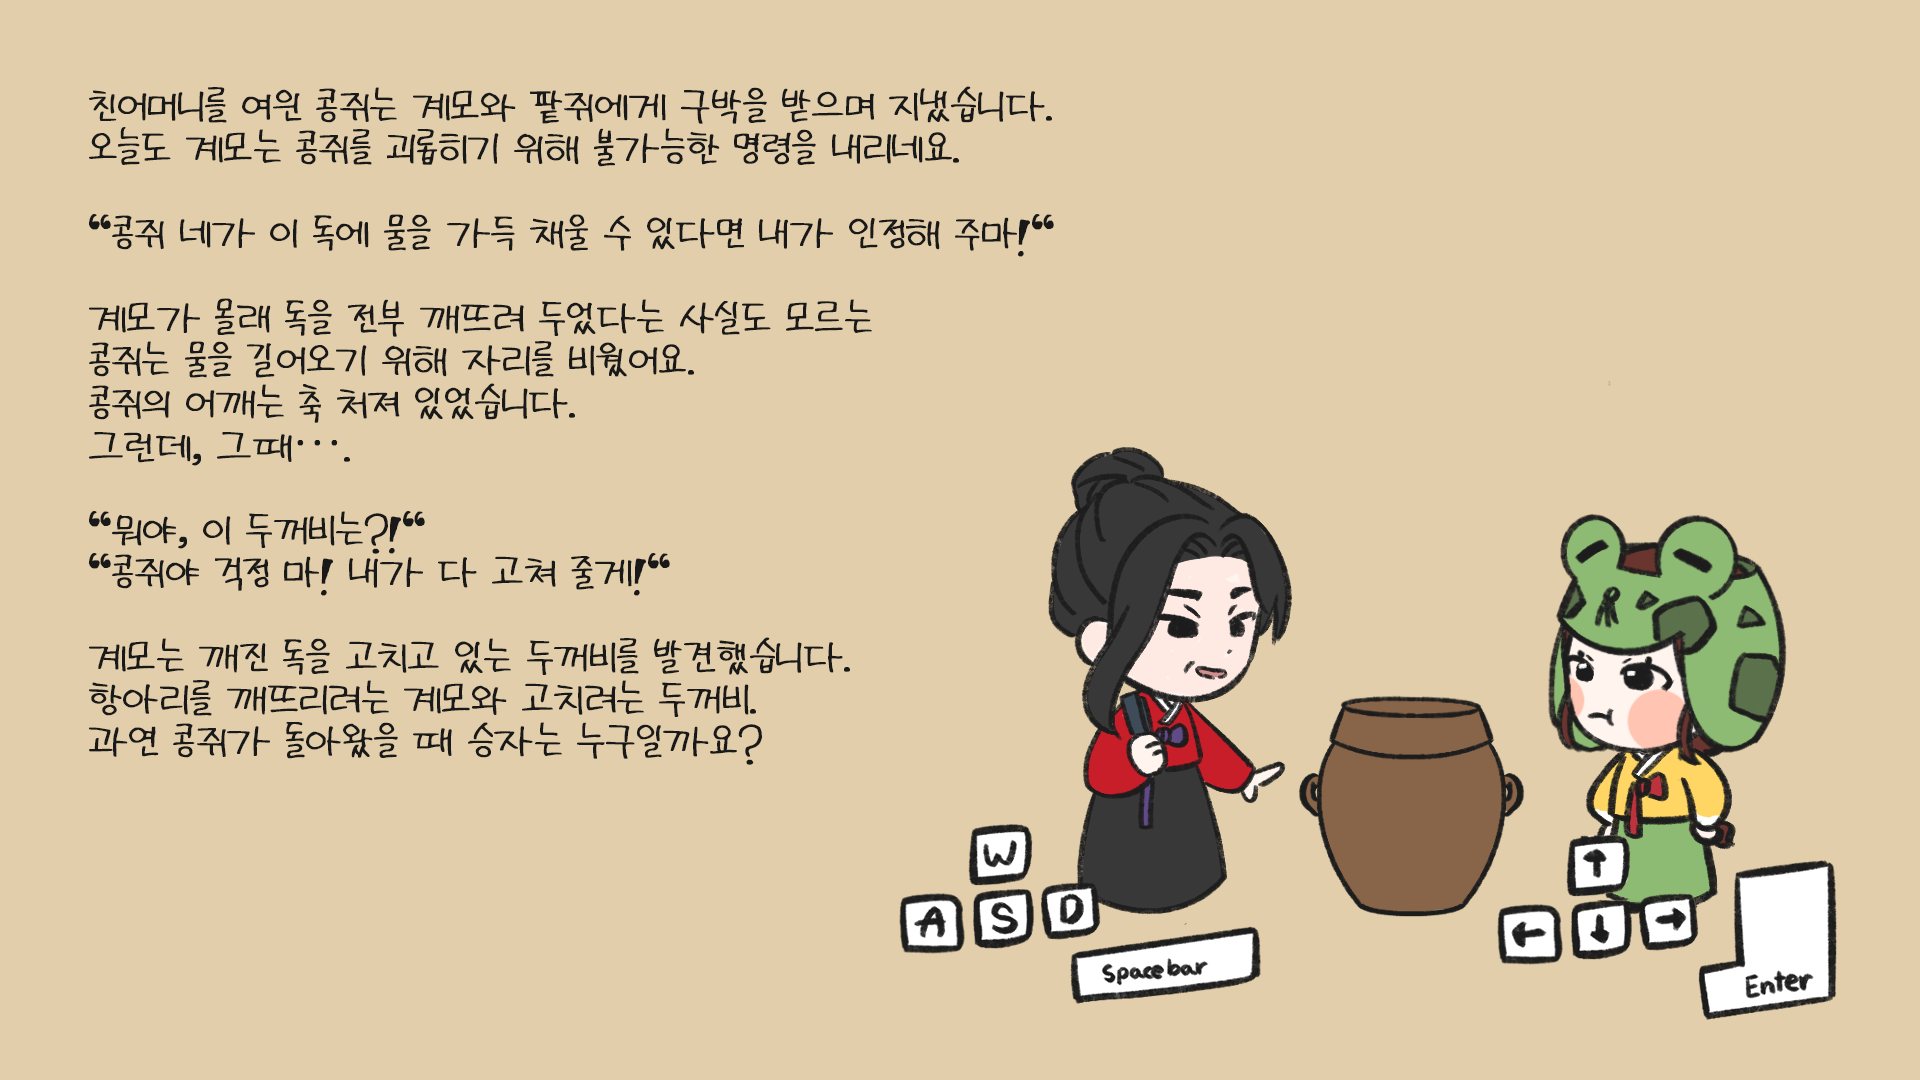 친어머니를 여읜 콩쥐는 계모와 팥쥐에게 구박을 받으며 지냈습니다.
오늘도 계모는 콩쥐를 괴롭히기 위해 불가능한 명령을 내리네요.
“콩쥐 네가 이 독에 물을 가득 채울 수 있다면 내가 인정해 주마!“
계모가 몰래 독을 전부 깨뜨려 두었다는 사실도 모르는
콩쥐는 물을 길어오기 위해 자리를 비웠어요.
콩쥐의 어깨는 축 처져 있었습니다.
그런데, 그때···.
“뭐야, 이 두꺼비는?!“
“콩쥐야 걱정 마! 내가 다 고쳐 줄게!“
계모는 깨진 독을 고치고 있는 두꺼비를 발견했습니다.
항아리를 깨뜨리려는 계모와 고치려는 두꺼비.
과연 콩쥐가 돌아왔을 때 승자는 누구일까요?
W
A S D
Spacebar
↑
← ↓ →
Enter